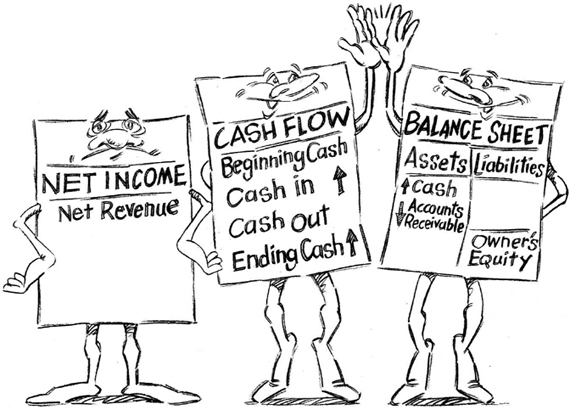 NET INCOME
Net Revenue
CASH FLOW
Beginning Cash
Cash in ↑
Cash out
Ending Cash ↑
BALANCE SHEET
Assets
↑ Cash
↓ Accounts
Receivable
Liabilities
Owner's
Equity